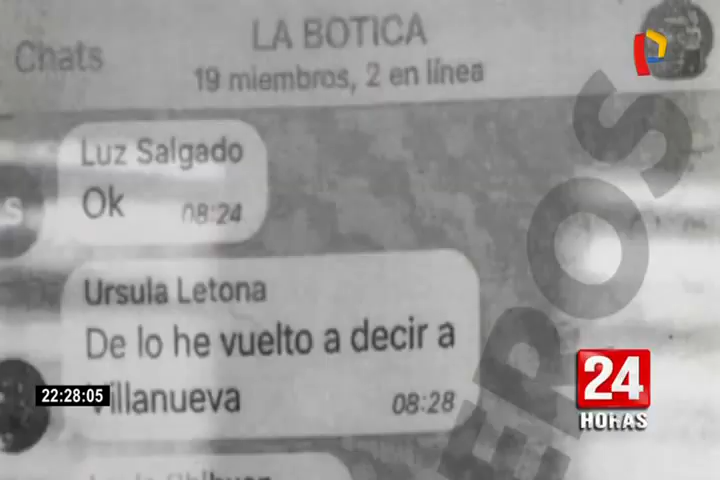 LA BOTICA
Chats
19 miembros, 2 en línea
Luz Salgado
Ok
08:24
S
Ursula Letona
De lo he vuelto a decir a
Villanueva
08:28
22:28:05
24
HORAS
EROS